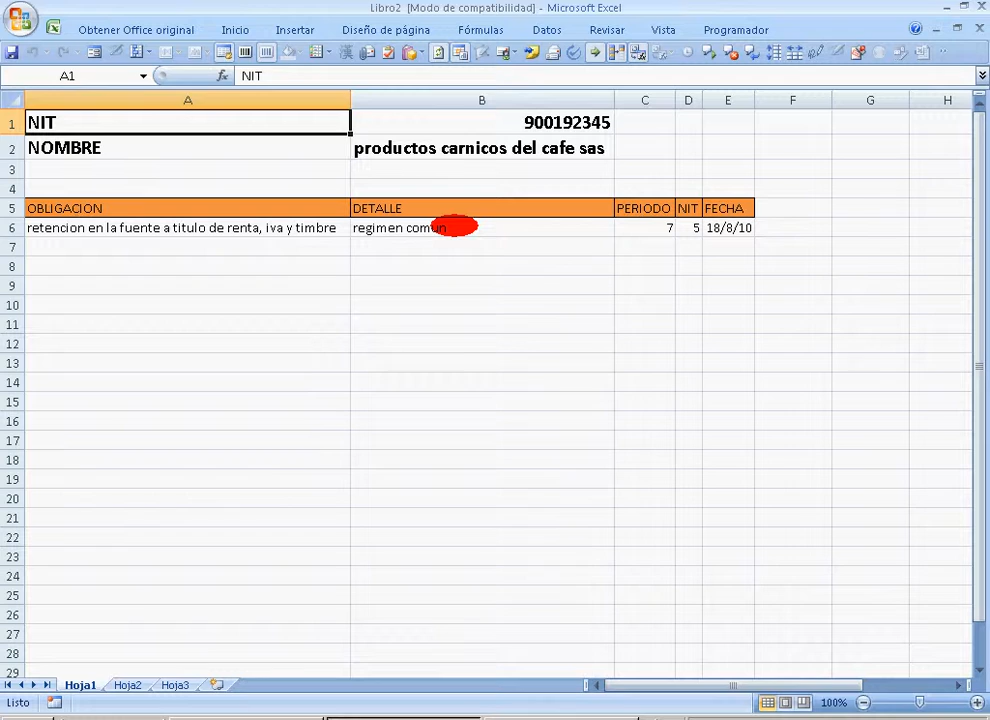 Libro2 [Modo de compatibilidad] - Microsoft Excel
Obtener Office original Inicio Insertar Diseño de página Fórmulas Datos Revisar Vista Programador
A1 fx NIT
A B C D E F G H
1 NIT 900192345
2 NOMBRE productos carnicos del cafe sas
3
4
5 OBLIGACION DETALLE PERIODO NIT FECHA
6 retencion en la fuente a titulo de renta, iva y timbre regimen comun 7 5 18/8/10
7
8
9
10
11
12
13
14
15
16
17
18
19
20
21
22
23
24
25
26
27
28
29
Hoja1 Hoja2 Hoja3
Listo 100%